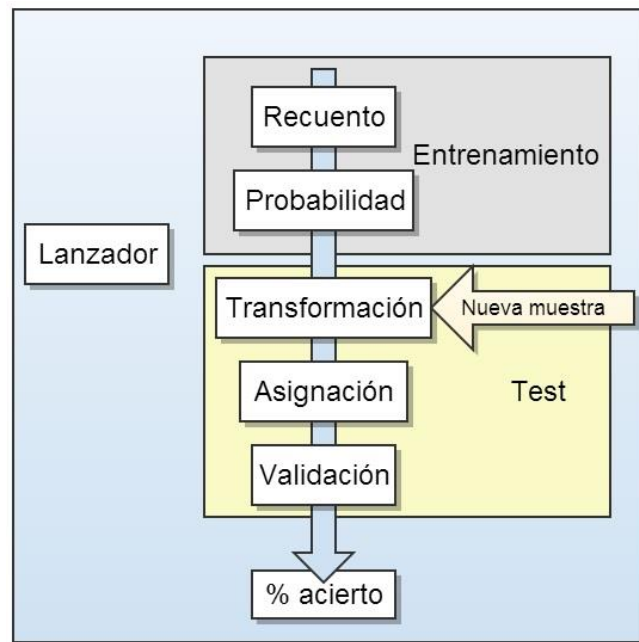 Recuento
Entrenamiento
Probabilidad
Lanzador
Transformación
Nueva muestra
Asignación
Test
Validación
% acierto